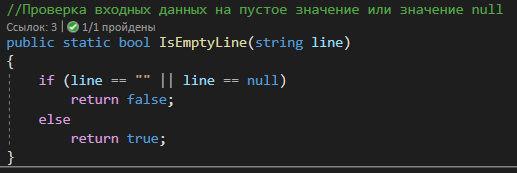 //Проверка входных данных на пустое значение или значение null
Ссылок: 3 | 1/1 пройдены
public static bool IsEmptyLine(string line)
{
if (line == "" || line == null)
return false;
else
return true;
}